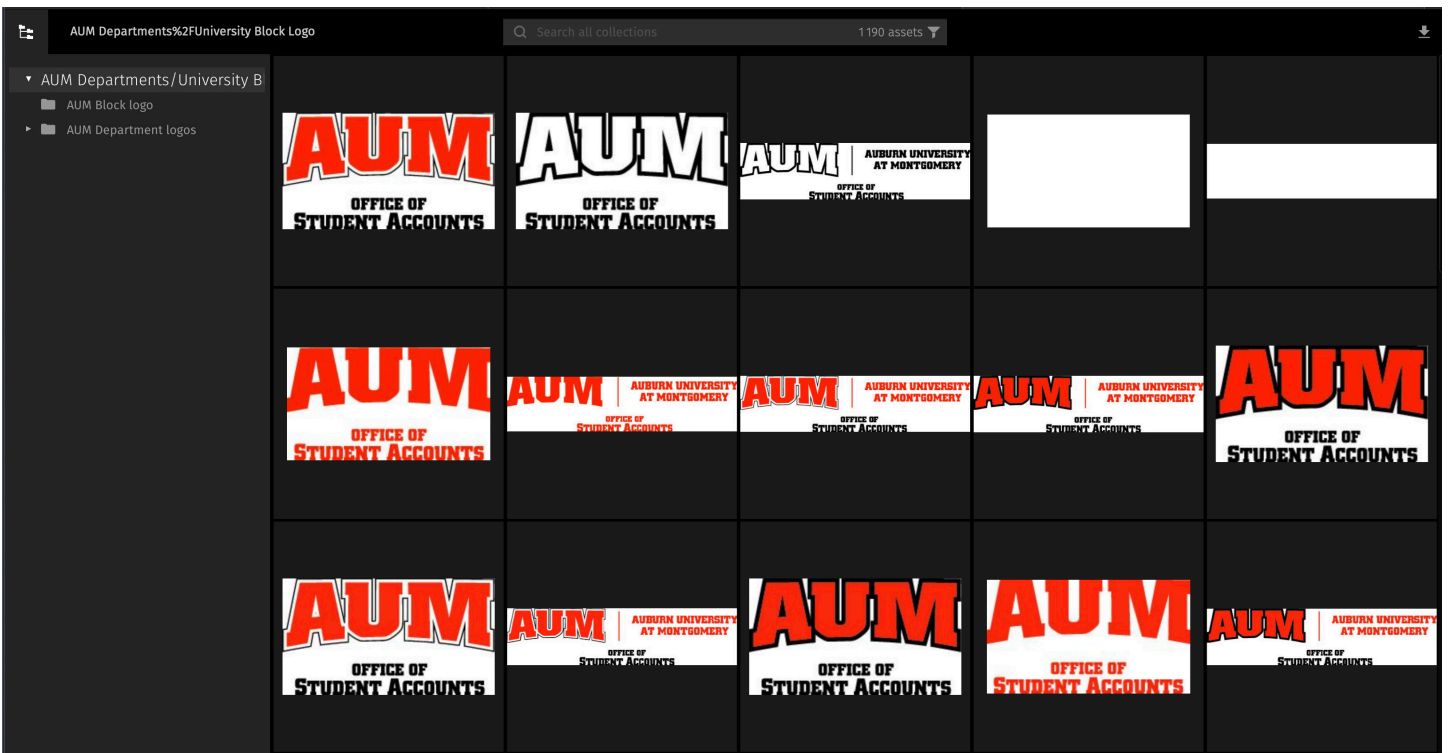 AUM Departments%2FUniversity Block Logo
Search all collections
1190 assets
AUM Departments/University B
AUM Block logo
AUM Department logos
AUM
OFFICE OF
STUDENT ACCOUNTS
AUM
OFFICE OF
STUDENT ACCOUNTS
AUM
AUBURN UNIVERSITY
AT MONTGOMERY
OFFICE OF
STUDENT ACCOUNTS
AUM
OFFICE OF
STUDENT ACCOUNTS
AUM
AUBURN UNIVERSITY
AT MONTGOMERY
OFFICE OF
STUDENT ACCOUNTS
AUM
AUBURN UNIVERSITY
AT MONTGOMERY
OFFICE OF
STUDENT ACCOUNTS
AUM
AUBURN UNIVERSITY
AT MONTGOMERY
OFFICE OF
STUDENT ACCOUNTS
AUM
OFFICE OF
STUDENT ACCOUNTS
AUM
OFFICE OF
STUDENT ACCOUNTS
AUM
AUBURN UNIVERSITY
AT MONTGOMERY
OFFICE OF
STUDENT ACCOUNTS
AUM
OFFICE OF
STUDENT ACCOUNTS
AUM
OFFICE OF
STUDENT ACCOUNTS
AUM
AUBURN UNIVERSITY
AT MONTGOMERY
OFFICE OF
STUDENT ACCOUNTS